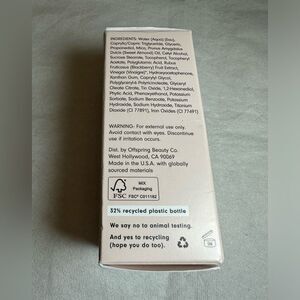 INGREDIENTS: Water (Aqua) (Eau),
Caprylic/Capric Triglyceride, Glycerin,
Propanediol, Mica, Prunus Amygdalus
Dulcis (Sweet Almond) Oil, Cetyl Alcohol,
Sucrose Stearate, Tocopherol, Tocopheryl
Acetate, Polyglutamic Acid, Rubus
Fruticosus (Blackberry) Fruit Extract,
Vinegar (Vinaigre), Hydroxyacetophenone,
Xanthan Gum, Caprylyl Glycol,
Polyglyceryl-6 Polyricinoleate, Glyceryl
Oleate Citrate, Tin Oxide, 1,2-Hexanediol,
Phytic Acid, Phenoxyethanol, Potassium
Sorbate, Sodium Benzoate, Potassium
Sorbate, Sodium Hydroxide, Titanium
Dioxide (CI 77891), Iron Oxides (CI 77491)
WARNING- For external use only.
Avoid contact with eyes. Discontinue
use if irritation occurs.
Dist. by Offspring Beauty Co.
West Hollywood, CA 90069
Made in the U.S.A. with globally
sourced materials
MIX
Packaging
FSC
FSC® C011182
52% recycled plastic bottle
We say no to animal testing.
And yes to recycling
(hope you do too).